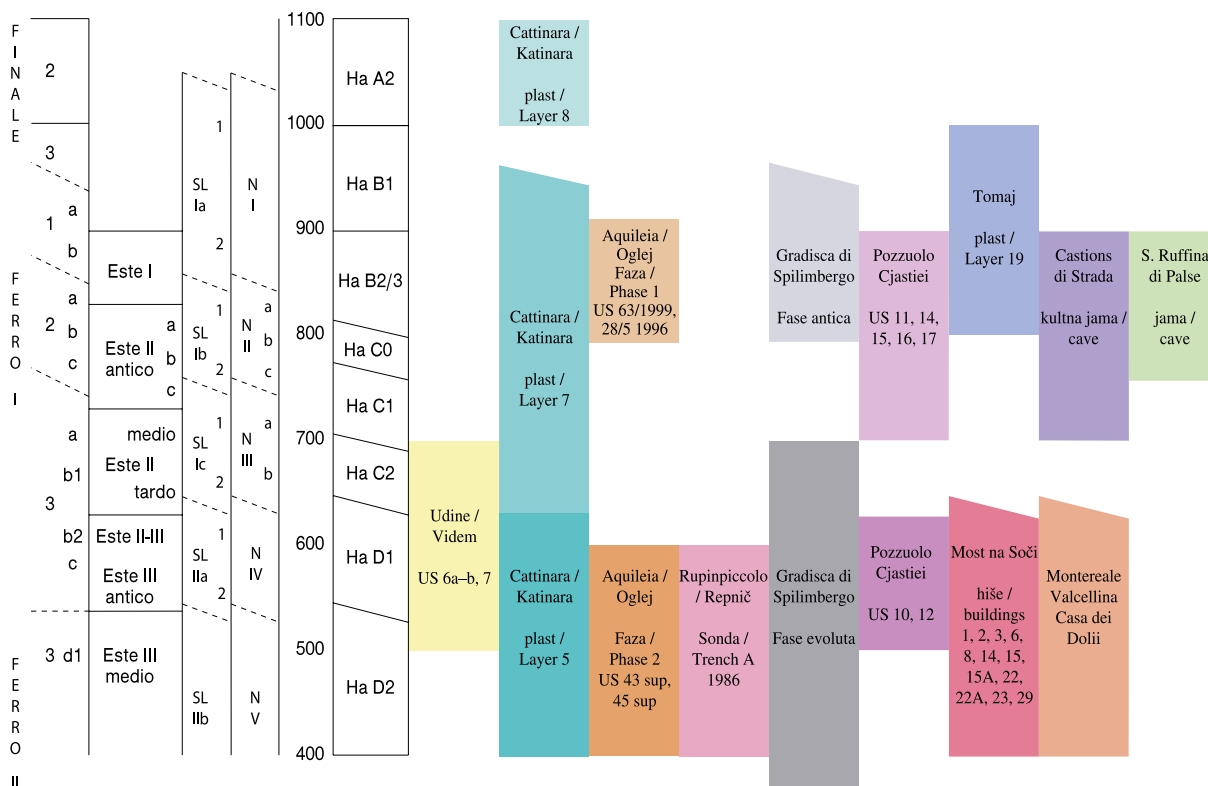 FINALE
FERRO I
FERRO II
2
3
1
a
b
2
a
b
c
3
a
b1
b2
c
3 d1
Este I
Este II
antico
a
b
c
medio
Este II
tardo
Este II-III
Este III
antico
Este III
medio
SL
Ia
1
2
SL
Ib
1
2
SL
Ic
1
2
SL
IIa
1
2
SL
IIb
N
I
N
II
a
b
c
N
III
a
b
N
IV
N
V
1100
1000
900
800
700
600
500
400
Ha A2
Ha B1
Ha B2/3
Ha C0
Ha C1
Ha C2
Ha D1
Ha D2
Udine /
Videm
US 6a–b, 7
Cattinara /
Katinara
plast /
Layer 8
Cattinara /
Katinara
plast /
Layer 7
Cattinara /
Katinara
plast /
Layer 5
Aquileia /
Oglej
Faza /
Phase 1
US 63/1999,
28/5 1996
Aquileia /
Oglej
Faza /
Phase 2
US 43 sup,
45 sup
Rupinpiccolo
/ Repnič
Sonda /
Trench A
1986
Gradisca di
Spilimbergo
Fase antica
Gradisca di
Spilimbergo
Fase evoluta
Pozzuolo
Cjastiei
US 11, 14,
15, 16, 17
Pozzuolo
Cjastiei
US 10, 12
Tomaj
plast /
Layer 19
Most na Soči
hiše /
buildings
1, 2, 3, 6,
8, 14, 15,
15A, 22,
22A, 23, 29
Castions
di Strada
kultna jama /
cave
Montereale
Valcellina
Casa dei
Dolii
S. Ruffina
di Palse
jama /
cave